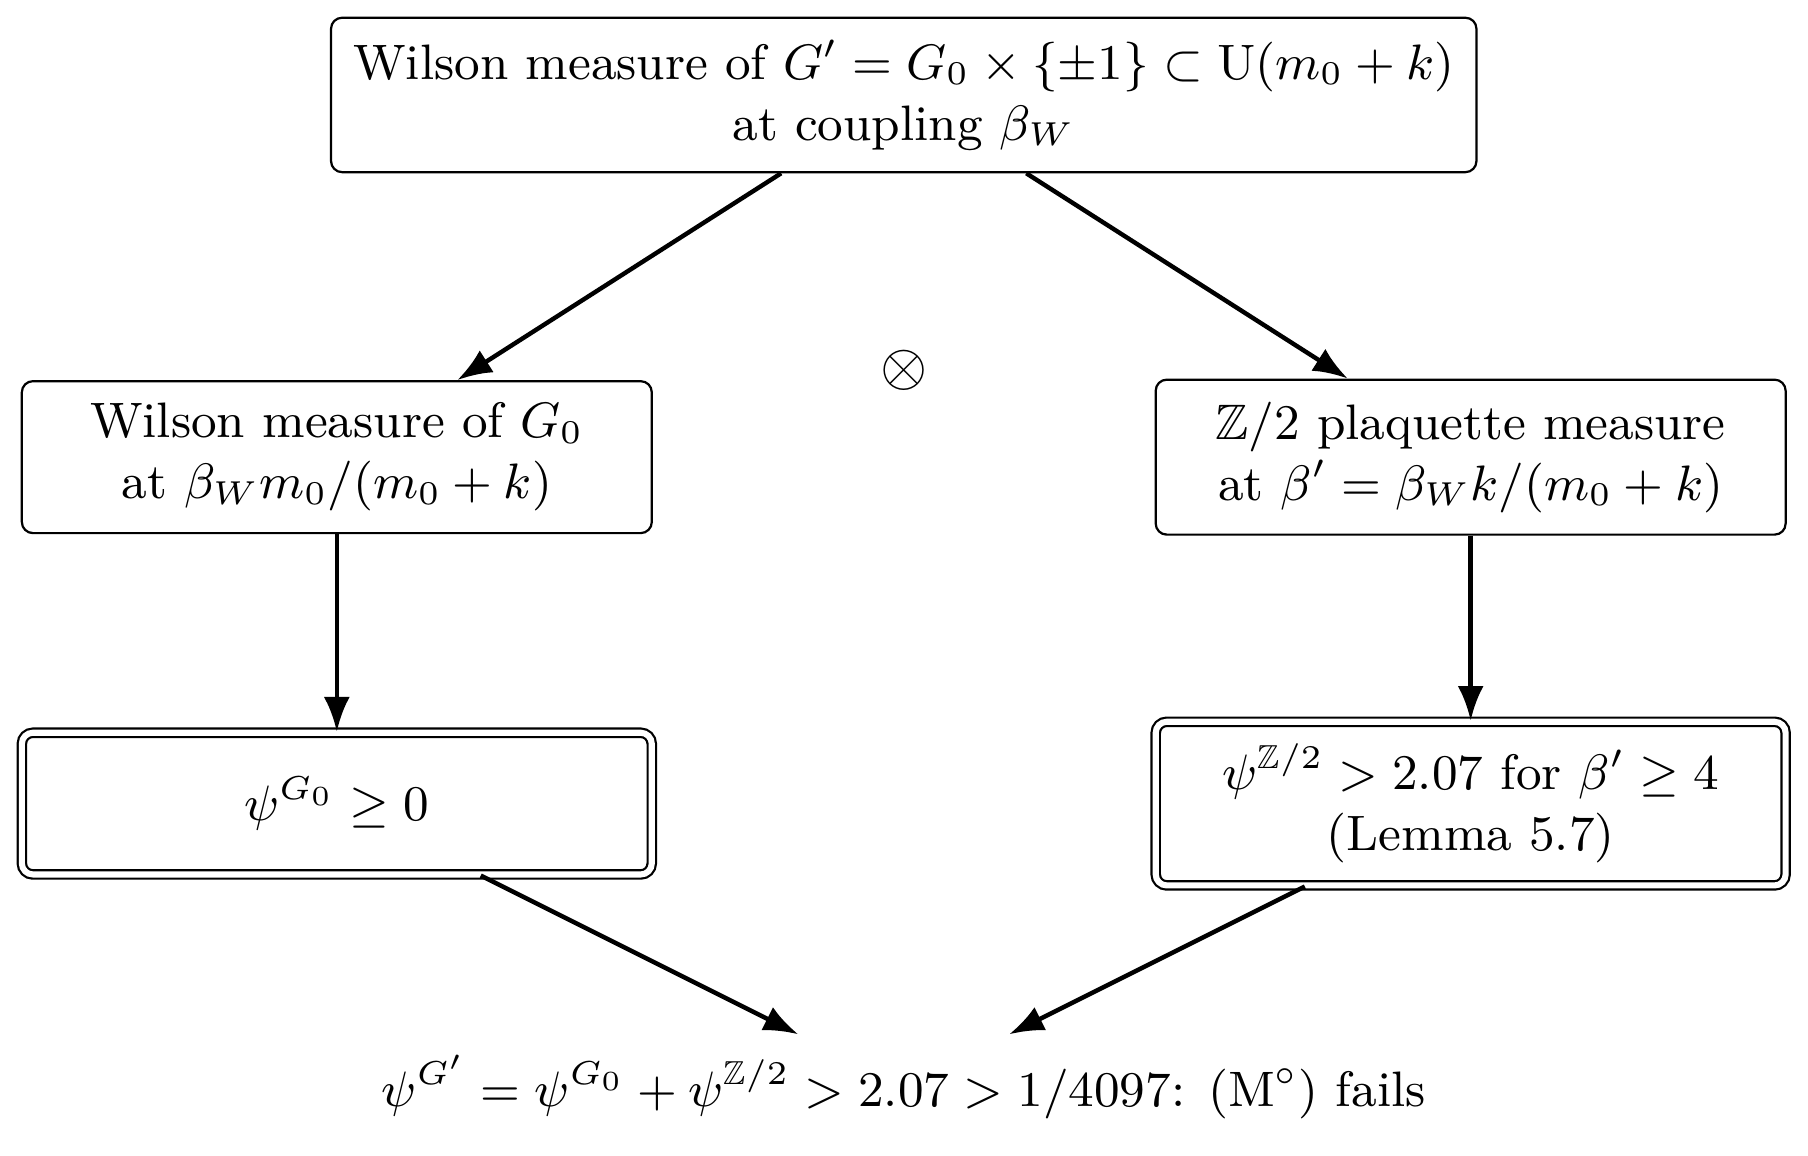 Wilson measure of G′ = G₀ × {±1} ⊂ U(m₀ + k)
at coupling β_W
⊗
Wilson measure of G₀
at β_W m₀/(m₀ + k)
ℤ/2 plaquette measure
at β′ = β_W k/(m₀ + k)
ψ^{G₀} ≥ 0
ψ^{ℤ/2} > 2.07 for β′ ≥ 4
(Lemma 5.7)
ψ^{G′} = ψ^{G₀} + ψ^{ℤ/2} > 2.07 > 1/4097: (M°) fails